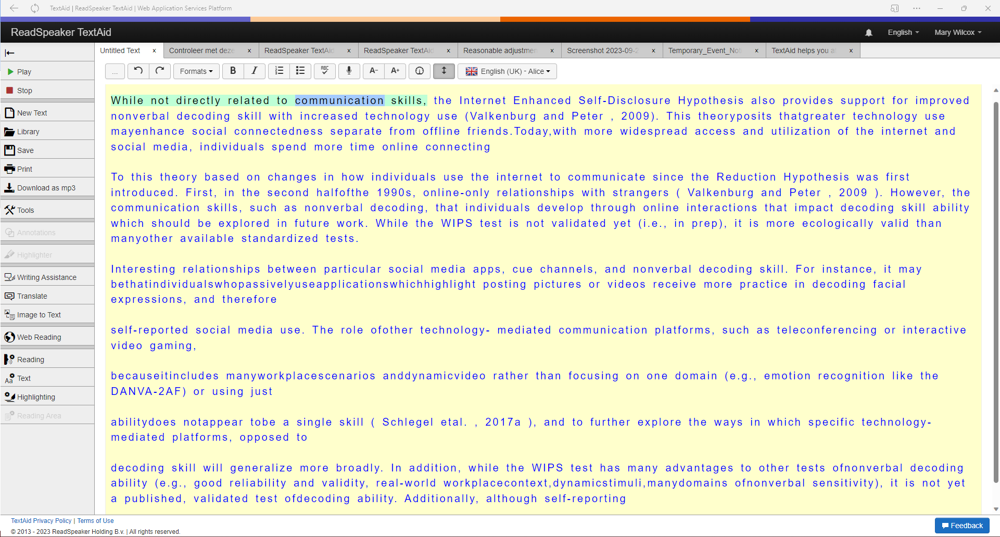 TextAid | ReadSpeaker TextAid | Web Application Services Platform
ReadSpeaker TextAid
English
Mary Wilcox
Untitled Text
Controleer met deze
ReadSpeaker TextAid
ReadSpeaker TextAid
Reasonable adjustmen
Screenshot 2023-09-2
Temporary_Event_Noti
TextAid helps you a
...
Formats
B
I
ABC
A-
A+
English (UK) - Alice
Play
Stop
New Text
Library
Save
Print
Download as mp3
Tools
Annotations
Highlighter
Writing Assistance
Translate
Image to Text
Web Reading
Reading
Text
Highlighting
Reading Area
While not directly related to communication skills, the Internet Enhanced Self-Disclosure Hypothesis also provides support for improved
nonverbal decoding skill with increased technology use (Valkenburg and Peter , 2009). This theoryposits thatgreater technology use
mayenhance social connectedness separate from offline friends.Today,with more widespread access and utilization of the internet and
social media, individuals spend more time online connecting
To this theory based on changes in how individuals use the internet to communicate since the Reduction Hypothesis was first
introduced. First, in the second halfofthe 1990s, online-only relationships with strangers ( Valkenburg and Peter , 2009 ). However, the
communication skills, such as nonverbal decoding, that individuals develop through online interactions that impact decoding skill ability
which should be explored in future work. While the WIPS test is not validated yet (i.e., in prep), it is more ecologically valid than
manyother available standardized tests.
Interesting relationships between particular social media apps, cue channels, and nonverbal decoding skill. For instance, it may
bethatindividualswhopassivelyuseapplicationswhichhighlight posting pictures or videos receive more practice in decoding facial
expressions, and therefore
self-reported social media use. The role ofother technology- mediated communication platforms, such as teleconferencing or interactive
video gaming,
becauseitincludes manyworkplacescenarios anddynamicvideo rather than focusing on one domain (e.g., emotion recognition like the
DANVA-2AF) or using just
abilitydoes notappear tobe a single skill ( Schlegel etal. , 2017a ), and to further explore the ways in which specific technology-
mediated platforms, opposed to
decoding skill will generalize more broadly. In addition, while the WIPS test has many advantages to other tests ofnonverbal decoding
ability (e.g., good reliability and validity, real-world workplacecontext,dynamicstimuli,manydomains ofnonverbal sensitivity), it is not yet
a published, validated test ofdecoding ability. Additionally, although self-reporting
TextAid Privacy Policy | Terms of Use
© 2013 - 2023 ReadSpeaker Holding B.v. | All rights reserved.
Feedback